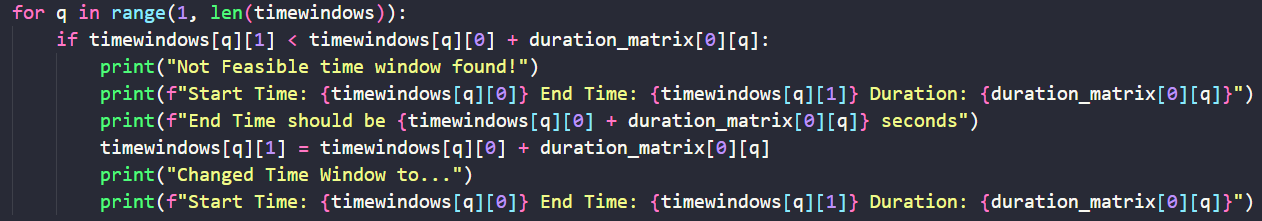 for q in range(1, len(timewindows)):
    if timewindows[q][1] < timewindows[q][0] + duration_matrix[0][q]:
        print("Not Feasible time window found!")
        print(f"Start Time: {timewindows[q][0]} End Time: {timewindows[q][1]} Duration: {duration_matrix[0][q]}")
        print(f"End Time should be {timewindows[q][0] + duration_matrix[0][q]} seconds")
        timewindows[q][1] = timewindows[q][0] + duration_matrix[0][q]
        print("Changed Time Window to...")
        print(f"Start Time: {timewindows[q][0]} End Time: {timewindows[q][1]} Duration: {duration_matrix[0][q]}")